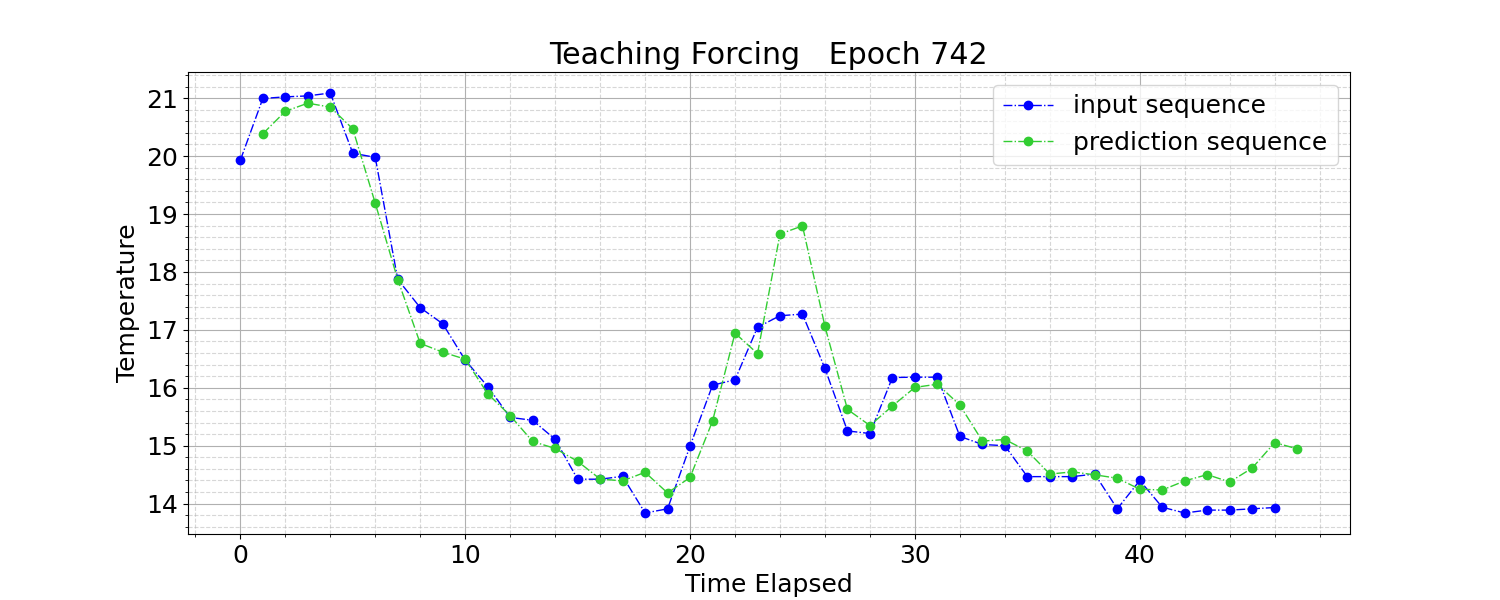 Teaching Forcing   Epoch 742
input sequence
prediction sequence
Temperature
21
20
19
18
17
16
15
14
0 10 20 30 40
Time Elapsed